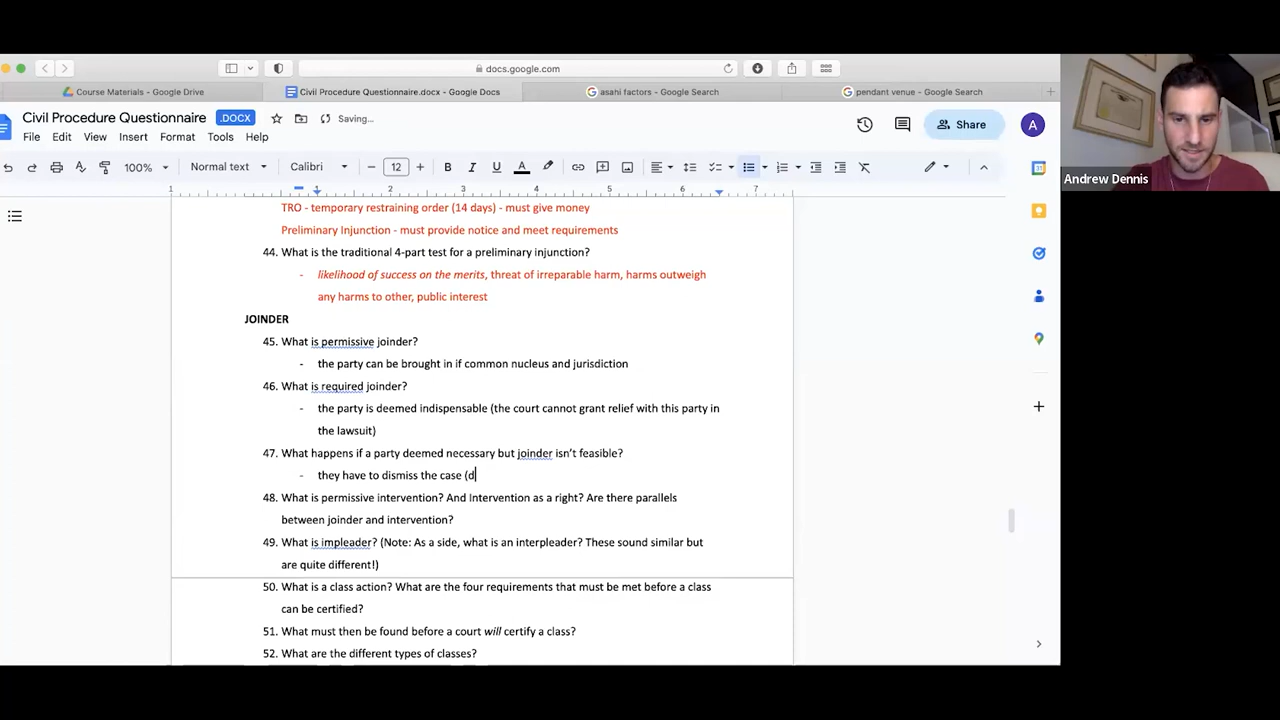 docs.google.com
Course Materials – Google Drive
Civil Procedure Questionnaire.docx - Google Docs
asahi factors - Google Search
pendant venue - Google Search
Civil Procedure Questionnaire .DOCX
Saving...
Share
A
File Edit View Insert Format Tools Help
100% Normal text Calibri 12 B I U A
1 1 2 3 4 5 6 7
Andrew Dennis
TRO - temporary restraining order (14 days) - must give money
Preliminary Injunction - must provide notice and meet requirements
44. What is the traditional 4-part test for a preliminary injunction?
- likelihood of success on the merits, threat of irreparable harm, harms outweigh
any harms to other, public interest
JOINDER
45. What is permissive joinder?
- the party can be brought in if common nucleus and jurisdiction
46. What is required joinder?
- the party is deemed indispensable (the court cannot grant relief with this party in
the lawsuit)
47. What happens if a party deemed necessary but joinder isn't feasible?
- they have to dismiss the case (d
48. What is permissive intervention? And Intervention as a right? Are there parallels
between joinder and intervention?
49. What is impleader? (Note: As a side, what is an interpleader? These sound similar but
are quite different!)
50. What is a class action? What are the four requirements that must be met before a class
can be certified?
51. What must then be found before a court will certify a class?
52. What are the different types of classes?